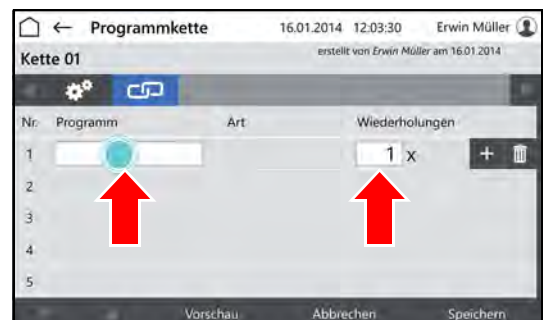 Programmkette 16.01.2014 12:03:30 Erwin Müller
Kette 01 erstellt von Erwin Müller am 16.01.2014
Nr. Programm Art Wiederholungen
1 1 x +
2
3
4
5
Vorschau Abbrechen Speichern